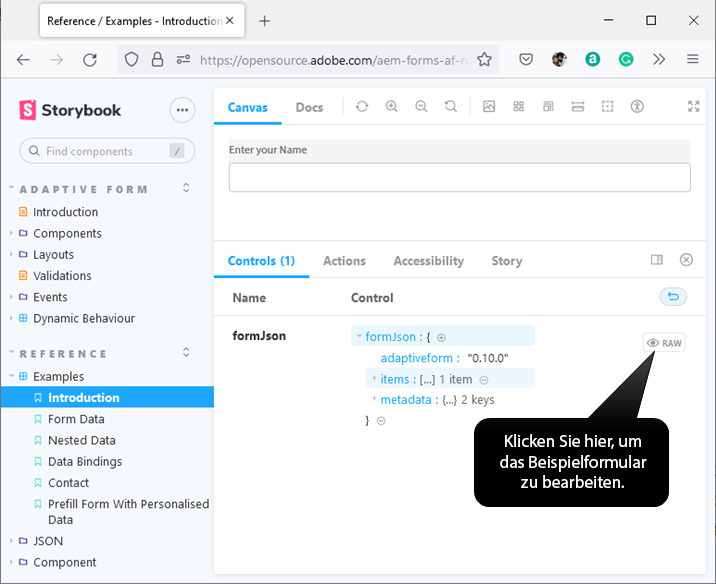 Reference / Examples - Introduction
https://opensource.adobe.com/aem-forms-af-ru
Storybook
Find components /
ADAPTIVE FORM
Introduction
Components
Layouts
Validations
Events
Dynamic Behaviour
REFERENCE
Examples
Introduction
Form Data
Nested Data
Data Bindings
Contact
Prefill Form With Personalised
Data
JSON
Component
Canvas Docs
Enter your Name
Controls (1) Actions Accessibility Story
Name Control
formJson
formJson : {
adaptiveform : "0.10.0"
items : [...] 1 item
metadata : {...} 2 keys
}
RAW
Klicken Sie hier, um
das Beispielformular
zu bearbeiten.